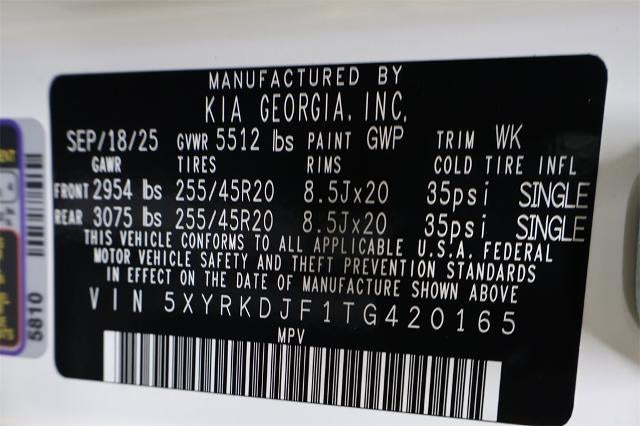 MANUFACTURED BY
KIA GEORGIA, INC.
SEP/18/25 GVWR 5512 lbs PAINT GWP TRIM WK
GAWR TIRES RIMS COLD TIRE INFL
FRONT 2954 lbs 255/45R20 8.5Jx20 35psi SINGLE
REAR 3075 lbs 255/45R20 8.5Jx20 35psi SINGLE
THIS VEHICLE CONFORMS TO ALL APPLICABLE U.S.A. FEDERAL
MOTOR VEHICLE SAFETY AND THEFT PREVENTION STANDARDS
IN EFFECT ON THE DATE OF MANUFACTURE SHOWN ABOVE
VIN 5XYRKDJF1TG420165
MPV
5810